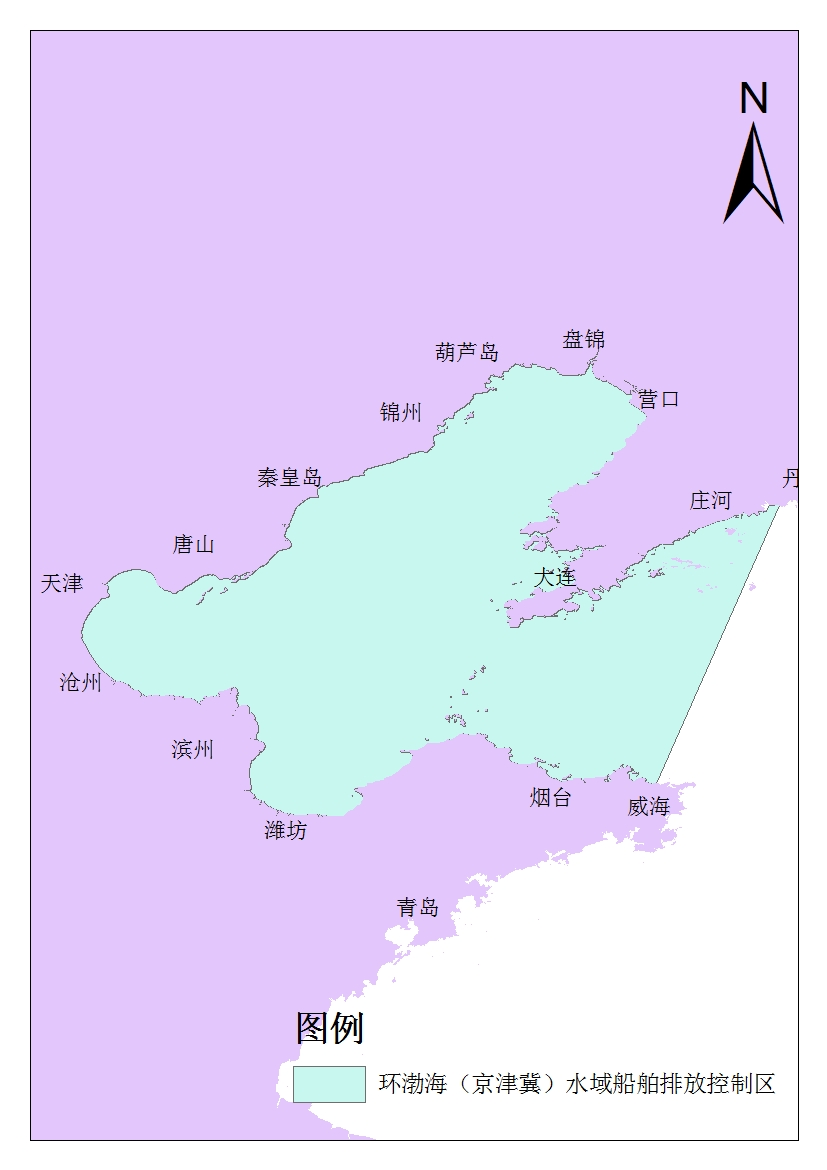 N
盘锦
葫芦岛
营口
锦州
秦皇岛
丹
庄河
唐山
大连
天津
沧州
滨州
烟台
威海
潍坊
青岛
图例
环渤海（京津冀）水域船舶排放控制区